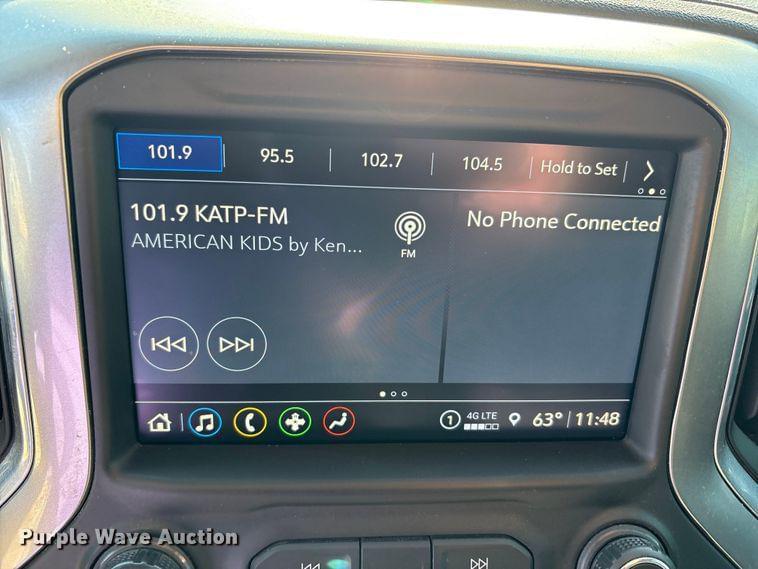 101.9 95.5 102.7 104.5 Hold to Set
101.9 KATP-FM
AMERICAN KIDS by Ken...
FM
No Phone Connected
1 4G LTE 63° 11:48
Purple Wave Auction